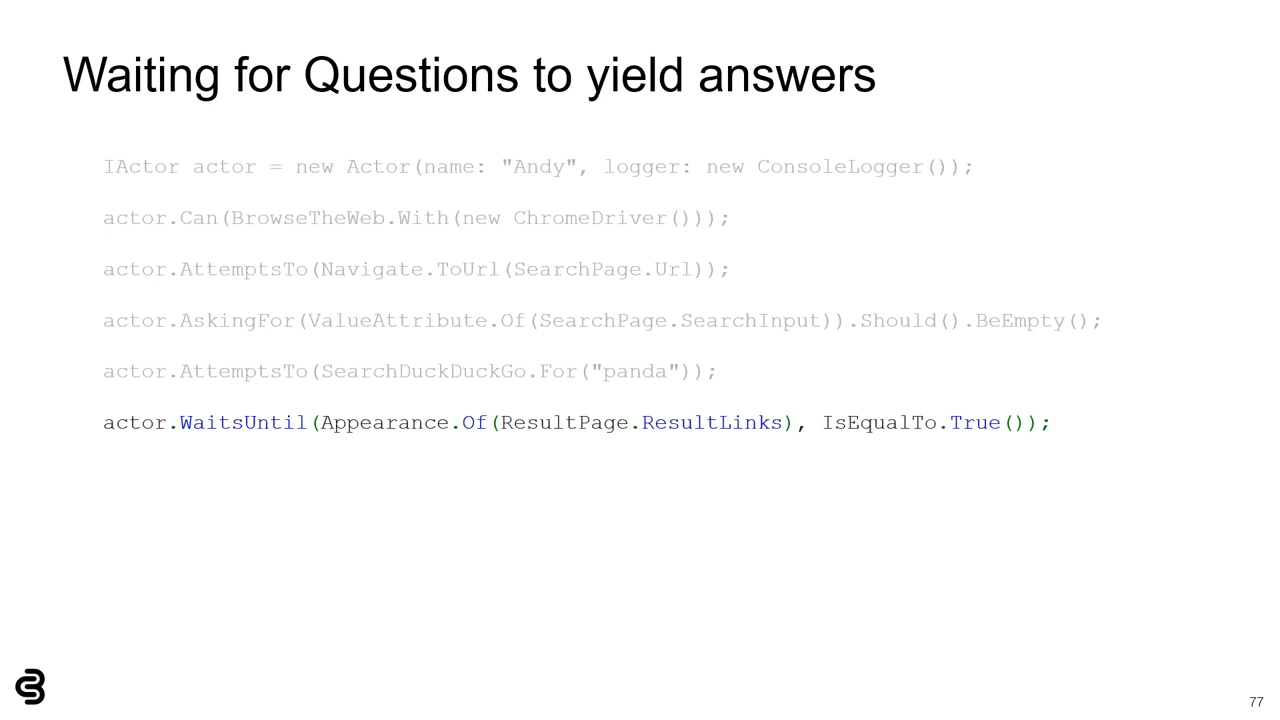 Waiting for Questions to yield answers
IActor actor = new Actor(name: "Andy", logger: new ConsoleLogger());
actor.Can(BrowseTheWeb.With(new ChromeDriver()));
actor.AttemptsTo(Navigate.ToUrl(SearchPage.Url));
actor.AskingFor(ValueAttribute.Of(SearchPage.SearchInput)).Should().BeEmpty();
actor.AttemptsTo(SearchDuckDuckGo.For("panda"));
actor.WaitsUntil(Appearance.Of(ResultPage.ResultLinks), IsEqualTo.True());
77